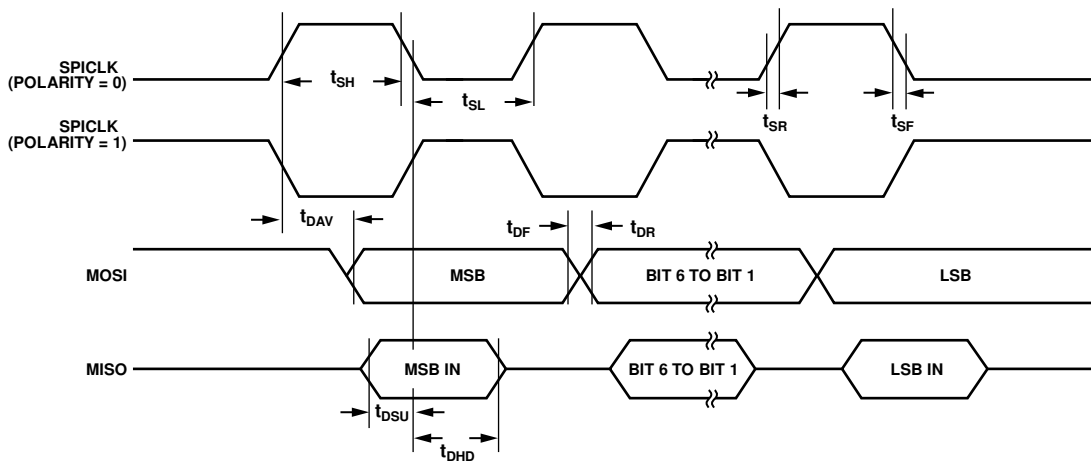 SPICLK
(POLARITY = 0)
tSH
tSL
tSR
tSF
SPICLK
(POLARITY = 1)
tDAV
tDF
tDR
MOSI
MSB
BIT 6 TO BIT 1
LSB
MISO
MSB IN
BIT 6 TO BIT 1
LSB IN
tDSU
tDHD